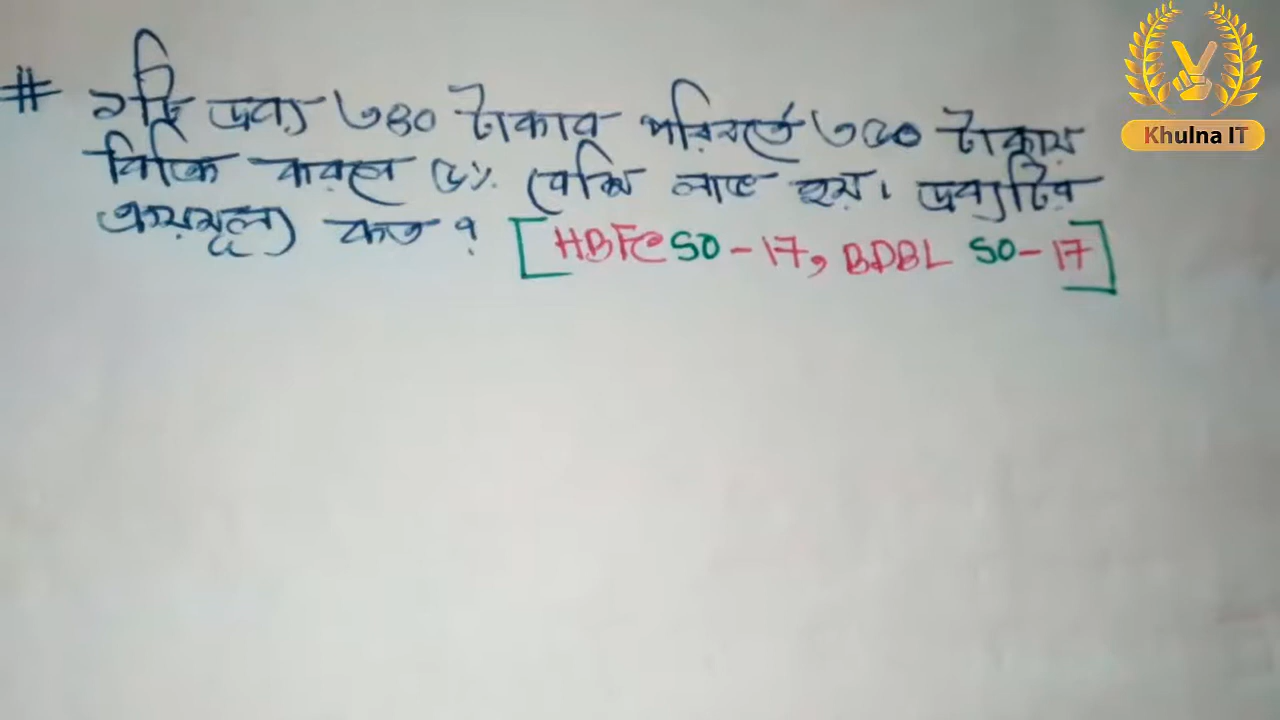 # ১টি দ্রব্য ৩৪০ টাকার পরিবর্তে ৩৫০ টাকায়
বিক্রি করলে ৫% বেশি লাভ হয়। দ্রব্যটির
ক্রয়মূল্য কত ? [HBFC SO - 17, BDBL SO - 17]
Khulna IT